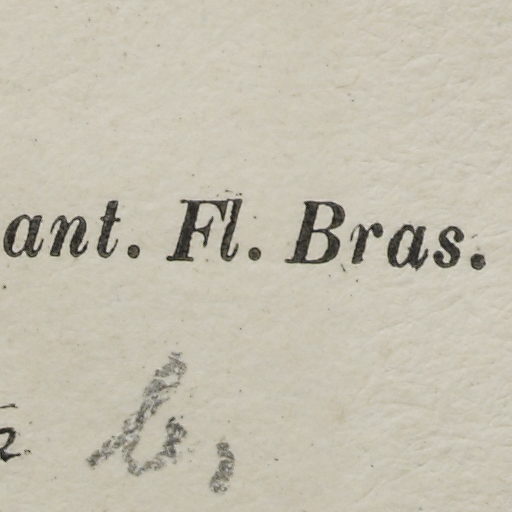 ant. Fl. Bras.
b,